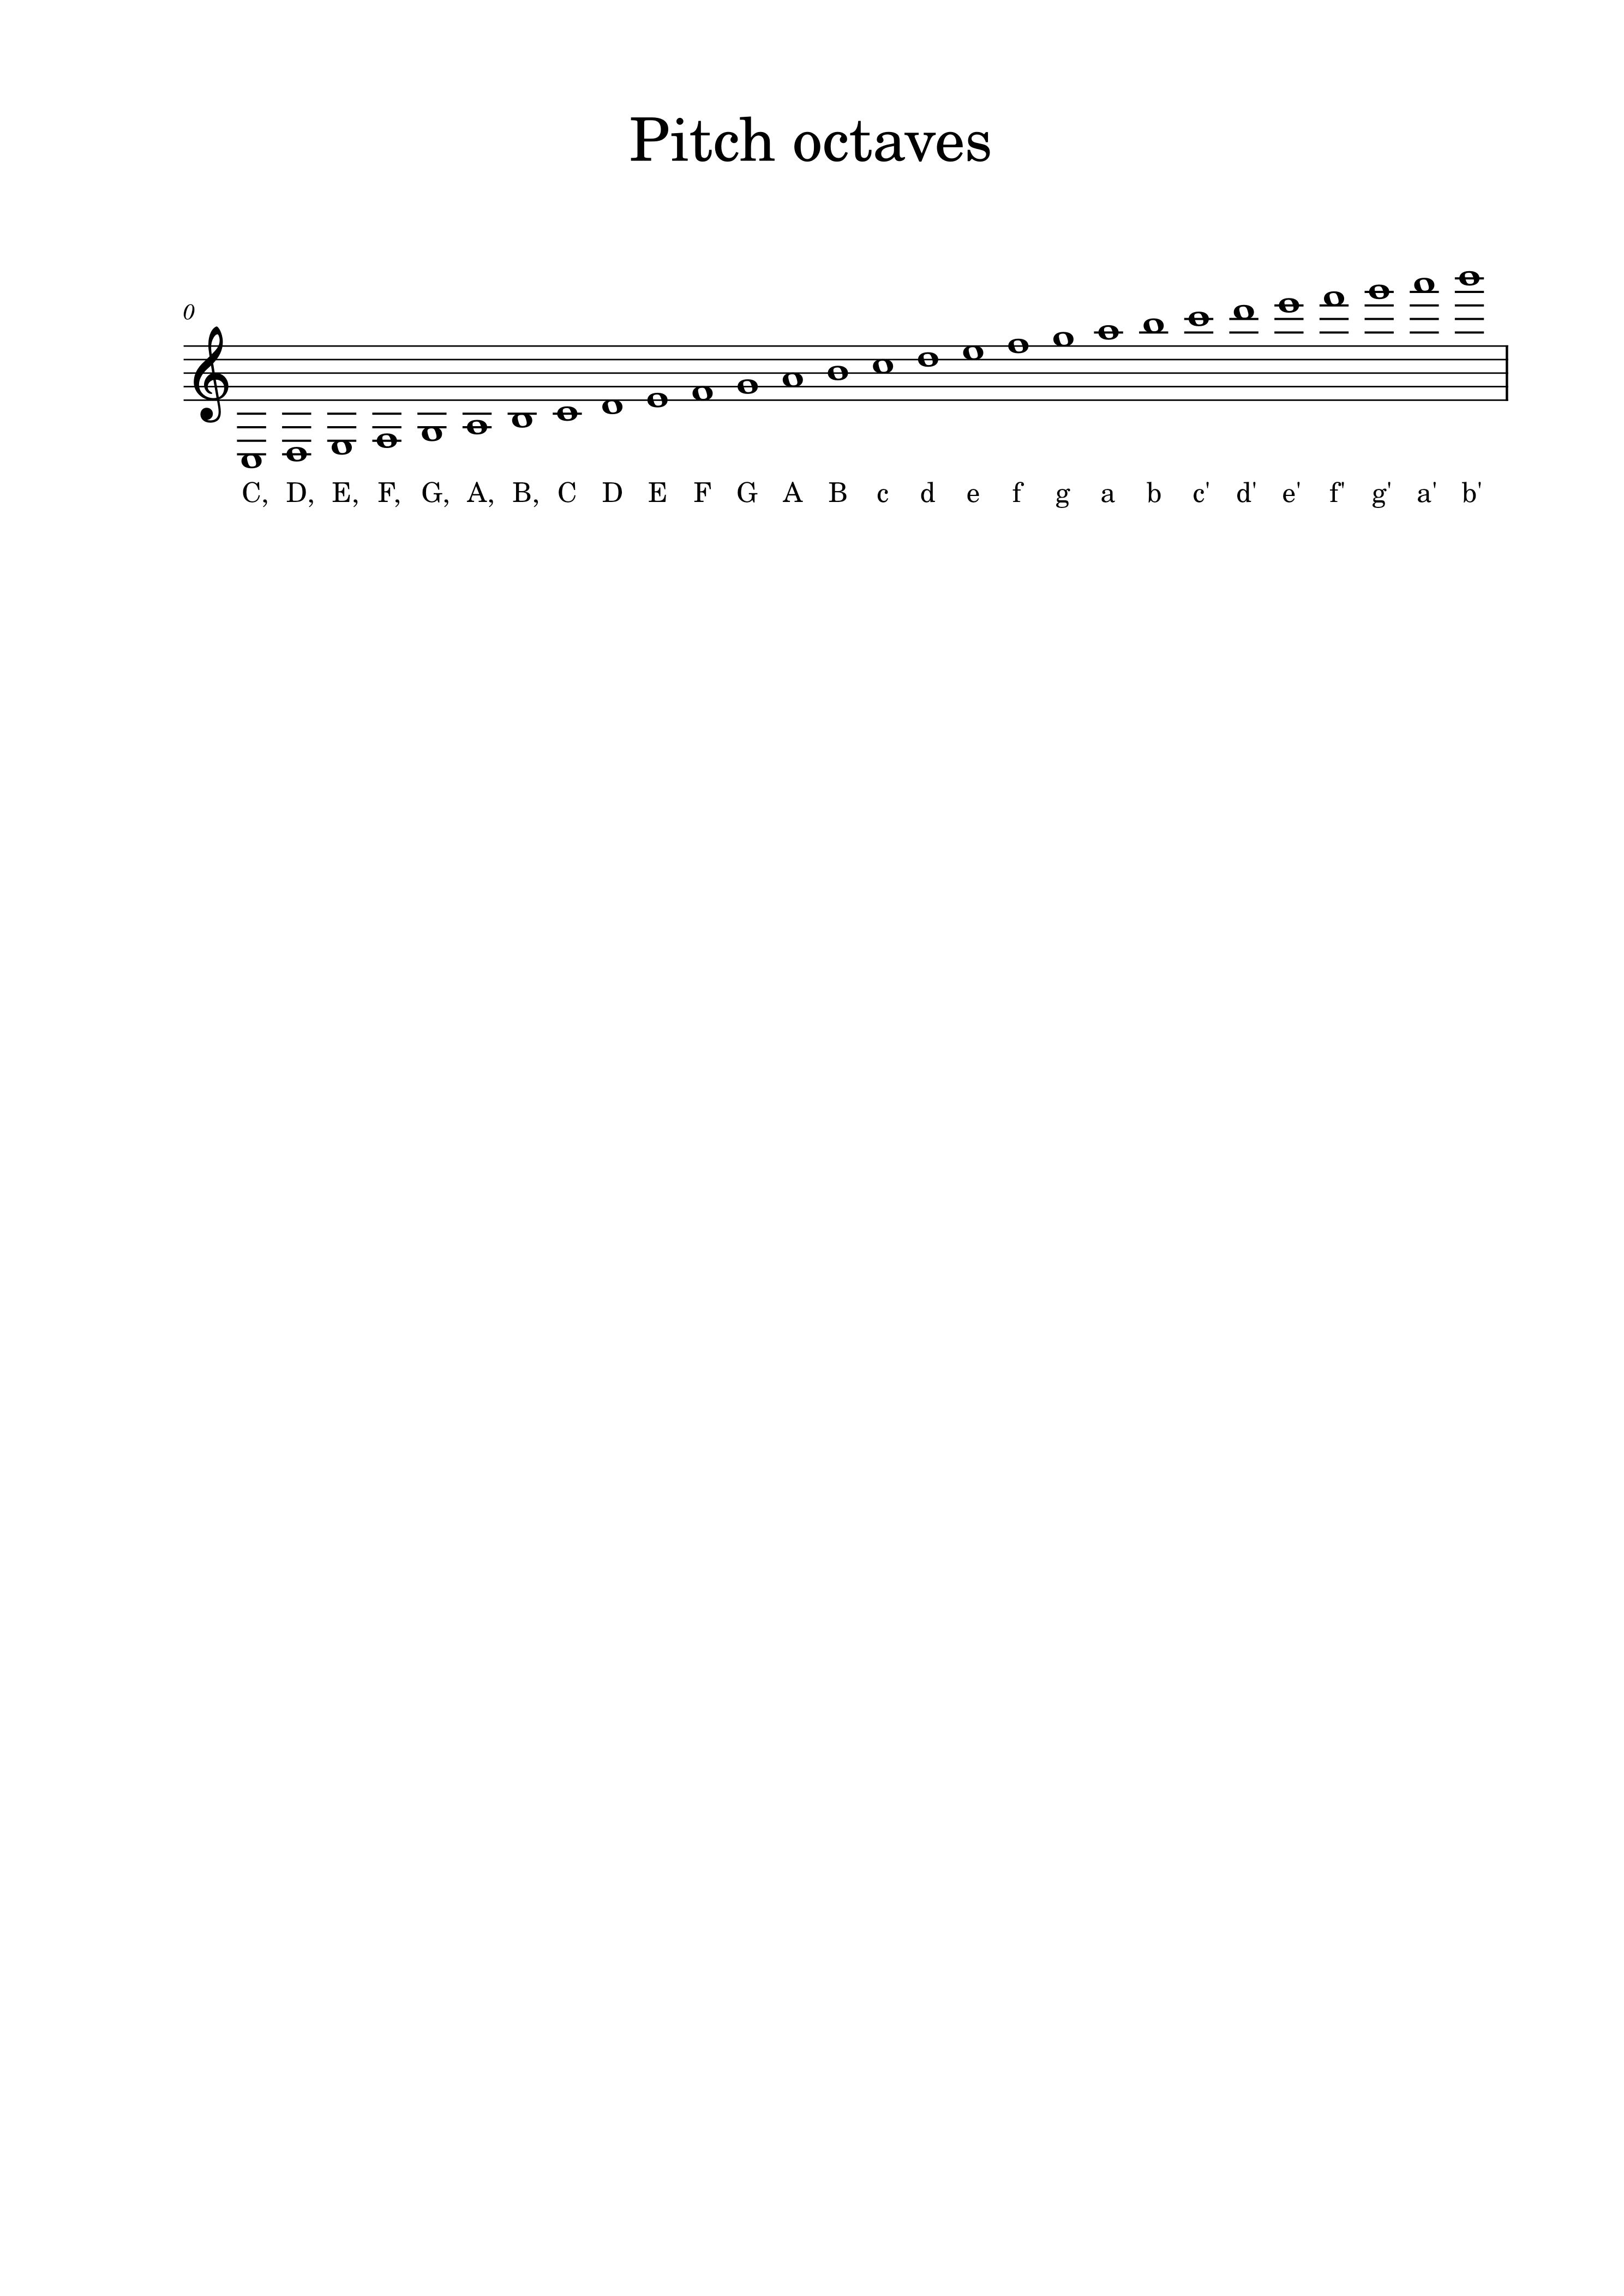 Pitch octaves
0
C, D, E, F, G, A, B, C D E F G A B c d e f g a b c' d' e' f' g' a' b'